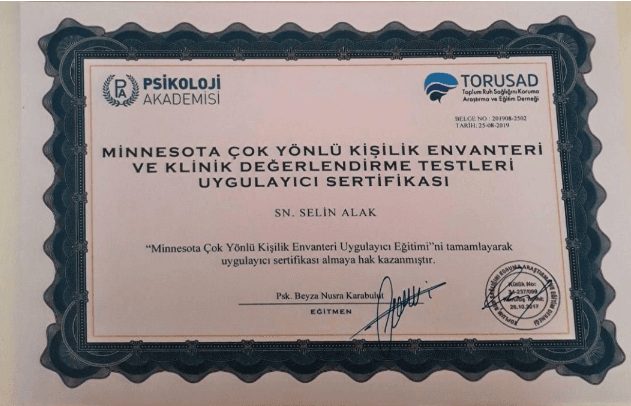 PSİKOLOJİ
AKADEMİSİ
TORUSAD
Toplum Ruh Sağlığını Koruma
Araştırma ve Eğitim Derneği
BELGE NO : 201908-2502
TARİH: 25-08-2019
MINNESOTA ÇOK YÖNLÜ KİŞİLİK ENVANTERİ
VE KLİNİK DEĞERLENDİRME TESTLERİ
UYGULAYICI SERTİFİKASI
SN. SELİN ALAK
“Minnesota Çok Yönlü Kişilik Envanteri Uygulayıcı Eğitimi”ni tamamlayarak
uygulayıcı sertifikası almaya hak kazanmıştır.
Psk. Beyza Nusra Karabulut
EĞİTMEN
Kütük No: